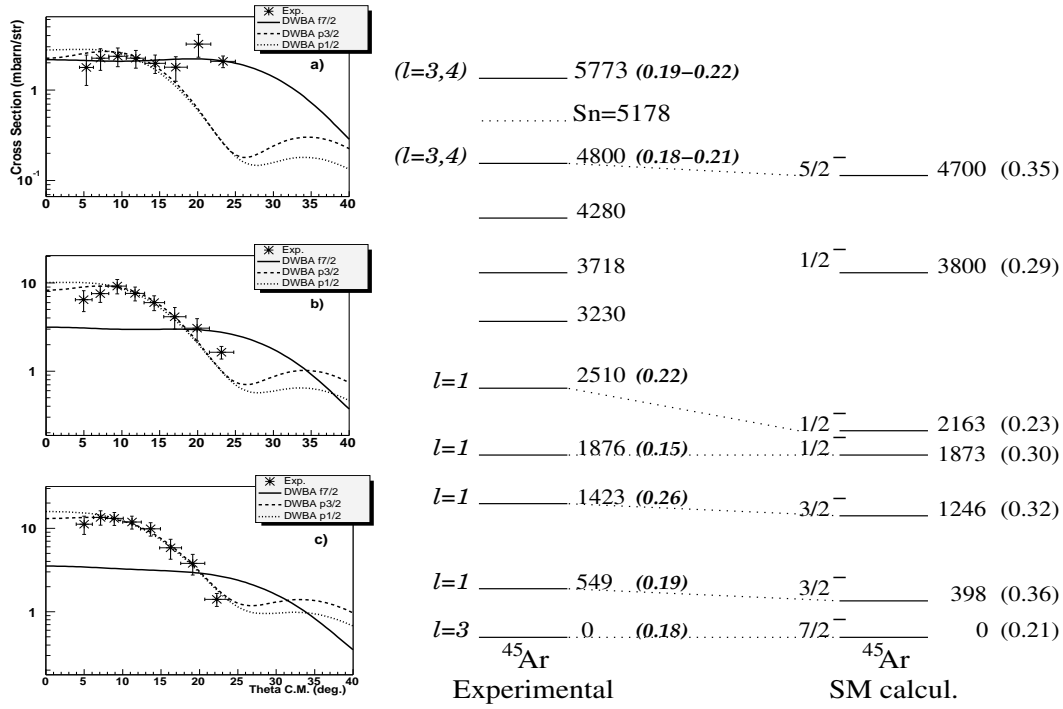 Exp.
DWBA f7/2
DWBA p3/2
DWBA p1/2
a)
Cross Section (mbarn/str)
1
10-1
0 5 10 15 20 25 30 35 40
Exp.
DWBA f7/2
DWBA p3/2
DWBA p1/2
b)
10
1
0 5 10 15 20 25 30 35 40
Exp.
DWBA f7/2
DWBA p3/2
DWBA p1/2
c)
10
1
0 5 10 15 20 25 30 35 40
Theta C.M. (deg.)
(l=3,4) 5773 (0.19−0.22)
Sn=5178
(l=3,4) 4800 (0.18−0.21)
4280
3718
3230
l=1 2510 (0.22)
l=1 1876 (0.15)
l=1 1423 (0.26)
l=1 549 (0.19)
l=3 0 (0.18)
45Ar
Experimental
5/2− 4700 (0.35)
1/2− 3800 (0.29)
1/2− 2163 (0.23)
1/2− 1873 (0.30)
3/2− 1246 (0.32)
3/2− 398 (0.36)
7/2− 0 (0.21)
45Ar
SM calcul.